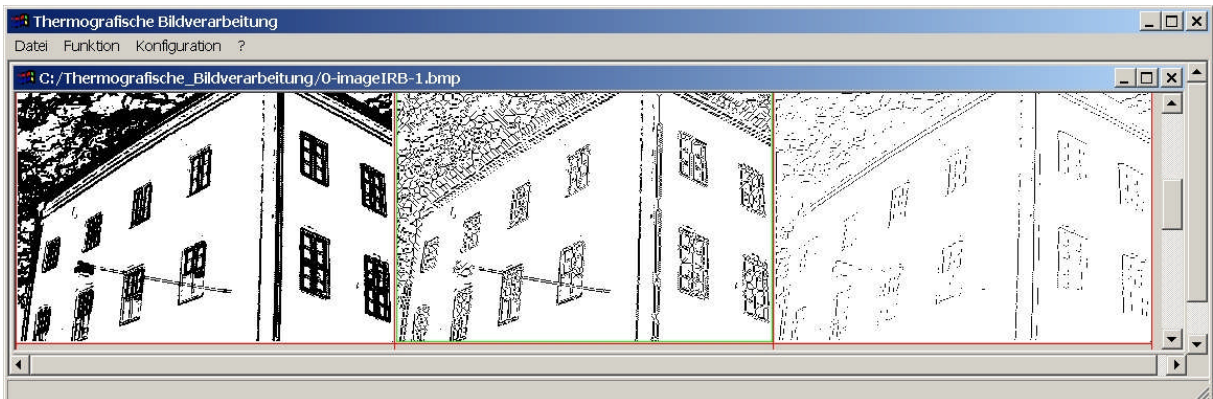 Thermografische Bildverarbeitung
Datei Funktion Konfiguration ?
C:/Thermografische_Bildverarbeitung/0-imageIRB-1.bmp